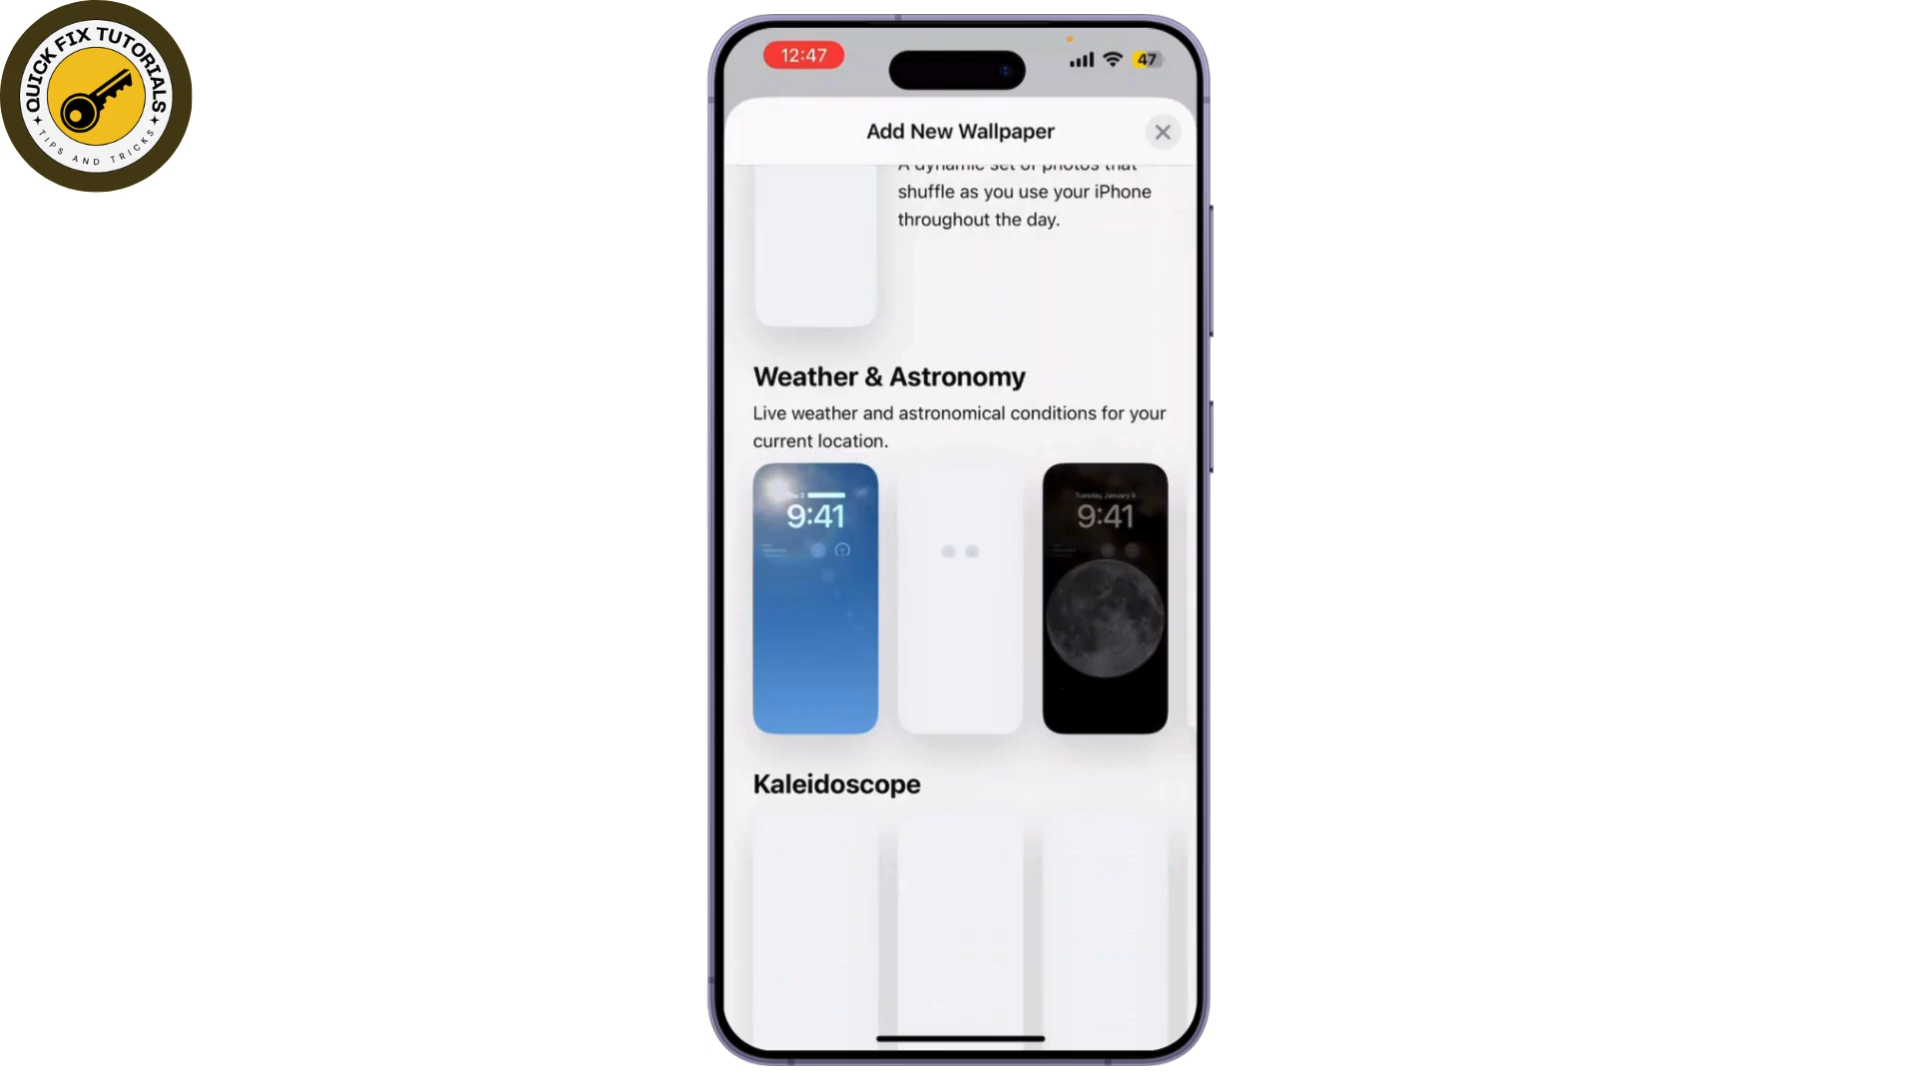 QUICK FIX TUTORIALS
TIPS AND TRICKS
12:47
47
Add New Wallpaper
A dynamic set of photos that
shuffle as you use your iPhone
throughout the day.
Weather & Astronomy
Live weather and astronomical conditions for your
current location.
9:41
Tuesday, January 9
9:41
Kaleidoscope